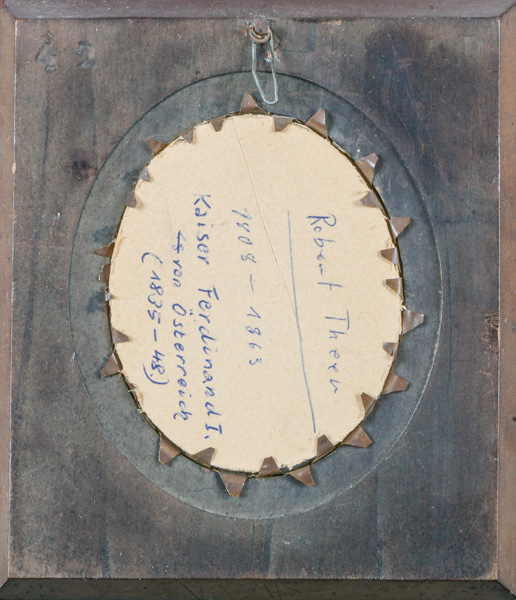 Robert Theer
1808 – 1863
Kaiser Ferdinand I.
von Österreich
(1835 – 48)